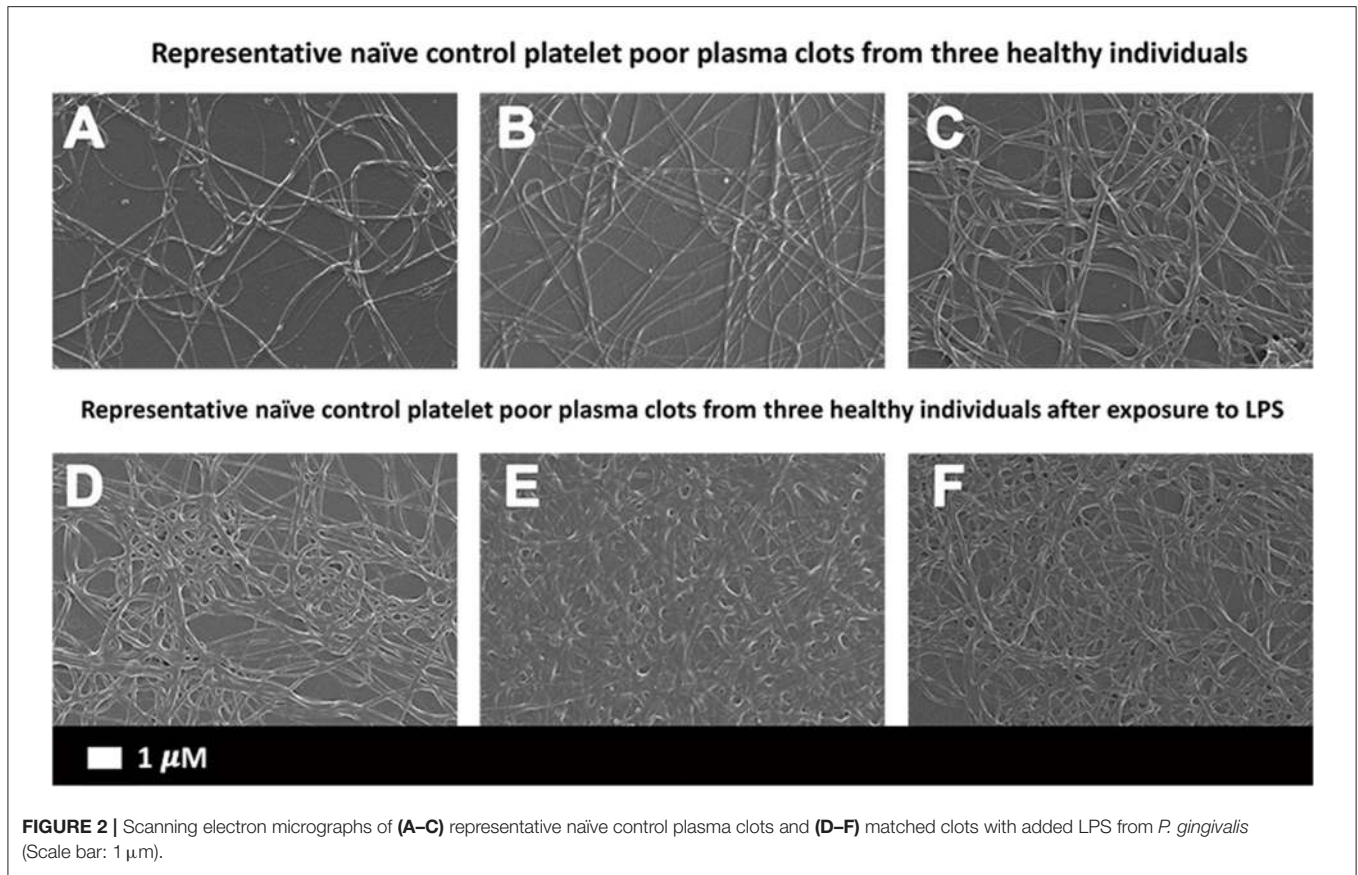 Representative naïve control platelet poor plasma clots from three healthy individuals
A
B
C
Representative naïve control platelet poor plasma clots from three healthy individuals after exposure to LPS
D
E
F
1 μM
FIGURE 2 | Scanning electron micrographs of (A–C) representative naïve control plasma clots and (D–F) matched clots with added LPS from P. gingivalis
(Scale bar: 1 μm).